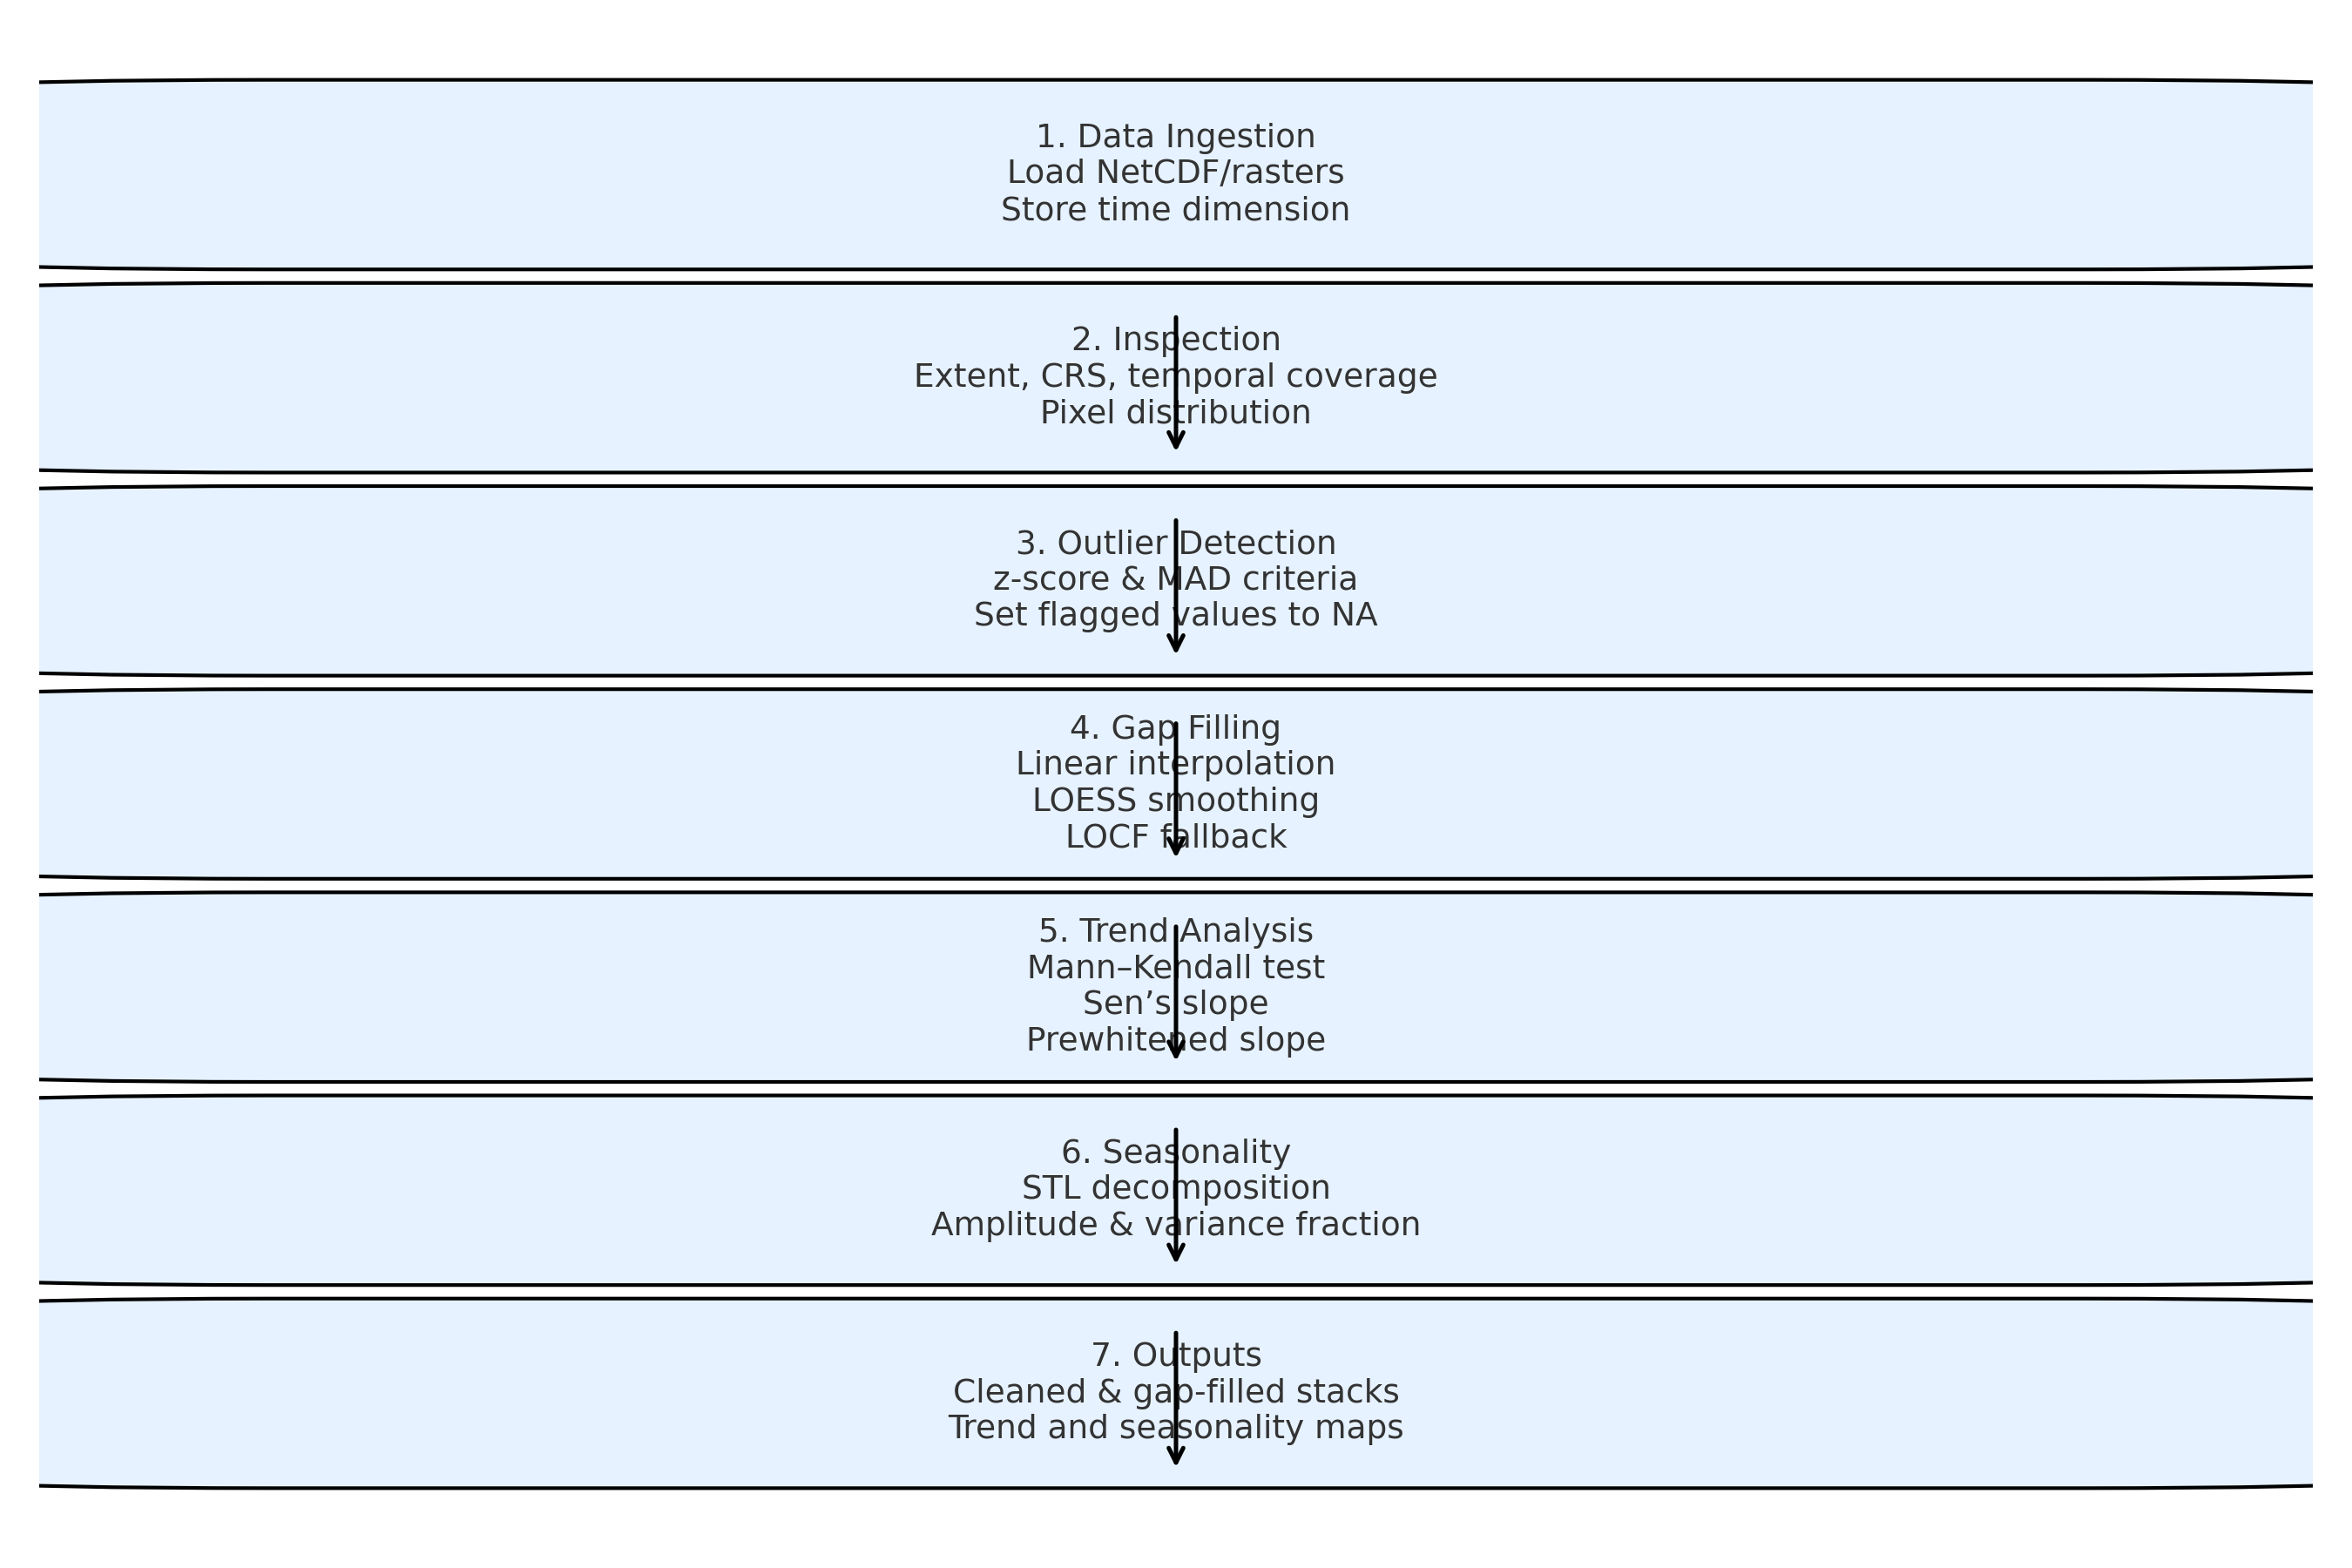 1. Data Ingestion
Load NetCDF/rasters
Store time dimension
2. Inspection
Extent, CRS, temporal coverage
Pixel distribution
3. Outlier Detection
z-score & MAD criteria
Set flagged values to NA
4. Gap Filling
Linear interpolation
LOESS smoothing
LOCF fallback
5. Trend Analysis
Mann–Kendall test
Sen’s slope
Prewhitened slope
6. Seasonality
STL decomposition
Amplitude & variance fraction
7. Outputs
Cleaned & gap-filled stacks
Trend and seasonality maps